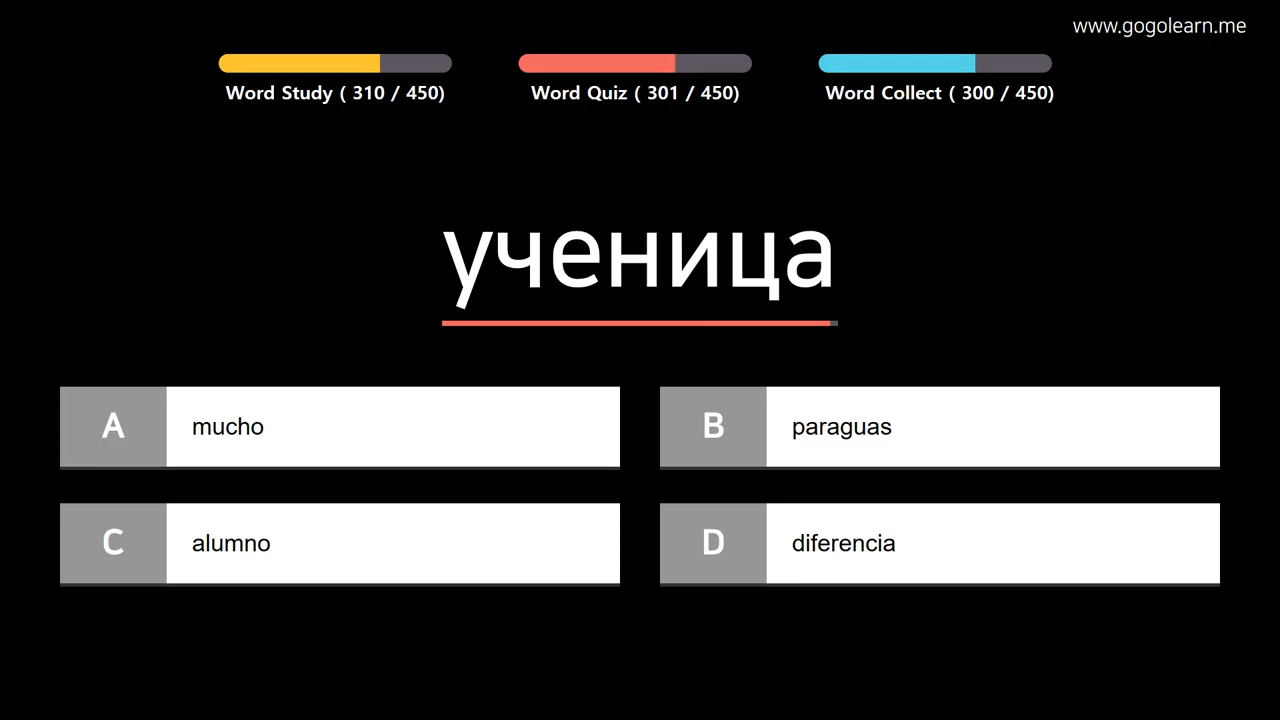 www.gogolearn.me
Word Study ( 310 / 450)
Word Quiz ( 301 / 450)
Word Collect ( 300 / 450)
ученица
A mucho
B paraguas
C alumno
D diferencia